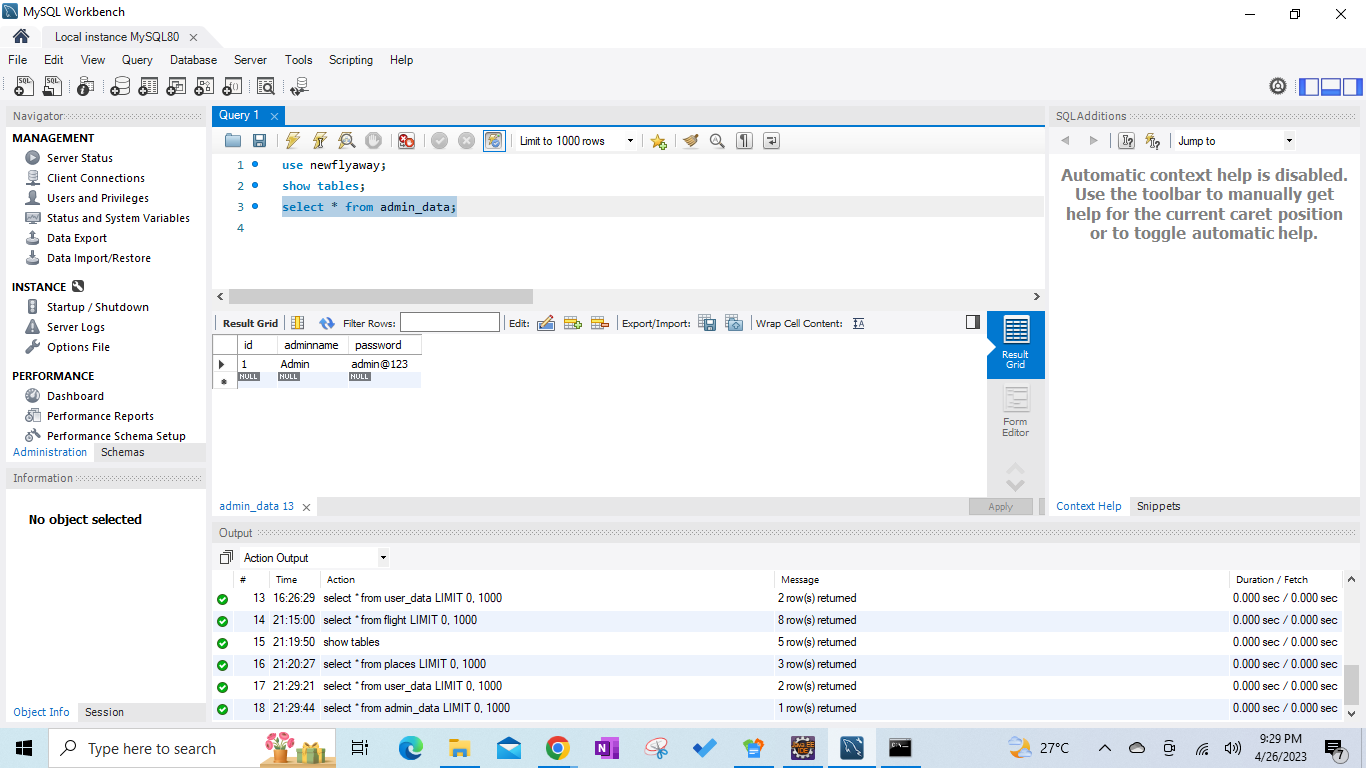 MySQL Workbench
Local instance MySQL80
File Edit View Query Database Server Tools Scripting Help
Navigator
MANAGEMENT
Server Status
Client Connections
Users and Privileges
Status and System Variables
Data Export
Data Import/Restore
INSTANCE
Startup / Shutdown
Server Logs
Options File
PERFORMANCE
Dashboard
Performance Reports
Performance Schema Setup
Administration Schemas
Information
No object selected
Object Info Session
Query 1
Limit to 1000 rows
1 use newflyaway;
2 show tables;
3 select * from admin_data;
4
Result Grid Filter Rows: Edit: Export/Import: Wrap Cell Content:
id adminname password
1 Admin admin@123
NULL NULL NULL
Result Grid
Form Editor
admin_data 13
Apply
SQLAdditions
Jump to
Automatic context help is disabled.
Use the toolbar to manually get
help for the current caret position
or to toggle automatic help.
Context Help Snippets
Output
Action Output
# Time Action Message Duration / Fetch
13 16:26:29 select * from user_data LIMIT 0, 1000 2 row(s) returned 0.000 sec / 0.000 sec
14 21:15:00 select * from flight LIMIT 0, 1000 8 row(s) returned 0.000 sec / 0.000 sec
15 21:19:50 show tables 5 row(s) returned 0.000 sec / 0.000 sec
16 21:20:27 select * from places LIMIT 0, 1000 3 row(s) returned 0.000 sec / 0.000 sec
17 21:29:21 select * from user_data LIMIT 0, 1000 2 row(s) returned 0.000 sec / 0.000 sec
18 21:29:44 select * from admin_data LIMIT 0, 1000 1 row(s) returned 0.000 sec / 0.000 sec
Type here to search
27°C
9:29 PM
4/26/2023
7